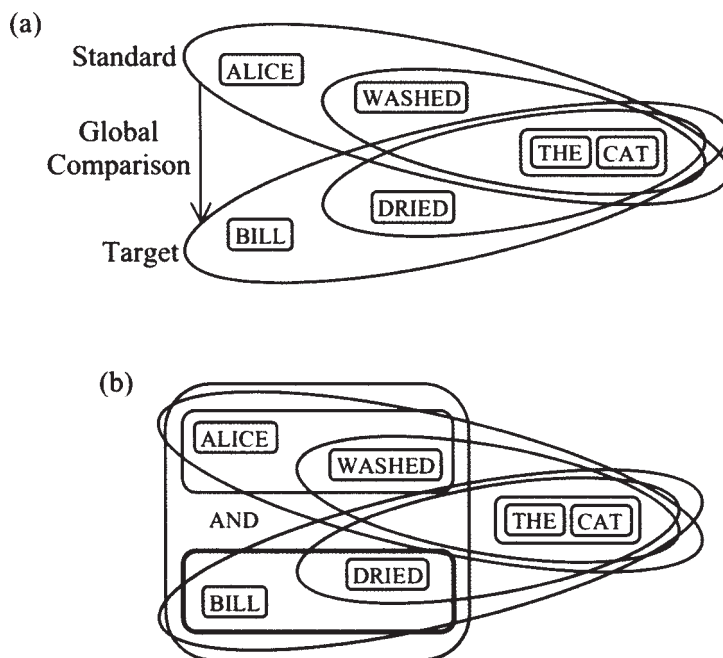 (a)
Standard
ALICE
WASHED
Global
Comparison
THE CAT
DRIED
BILL
Target
(b)
ALICE
WASHED
AND
THE CAT
DRIED
BILL